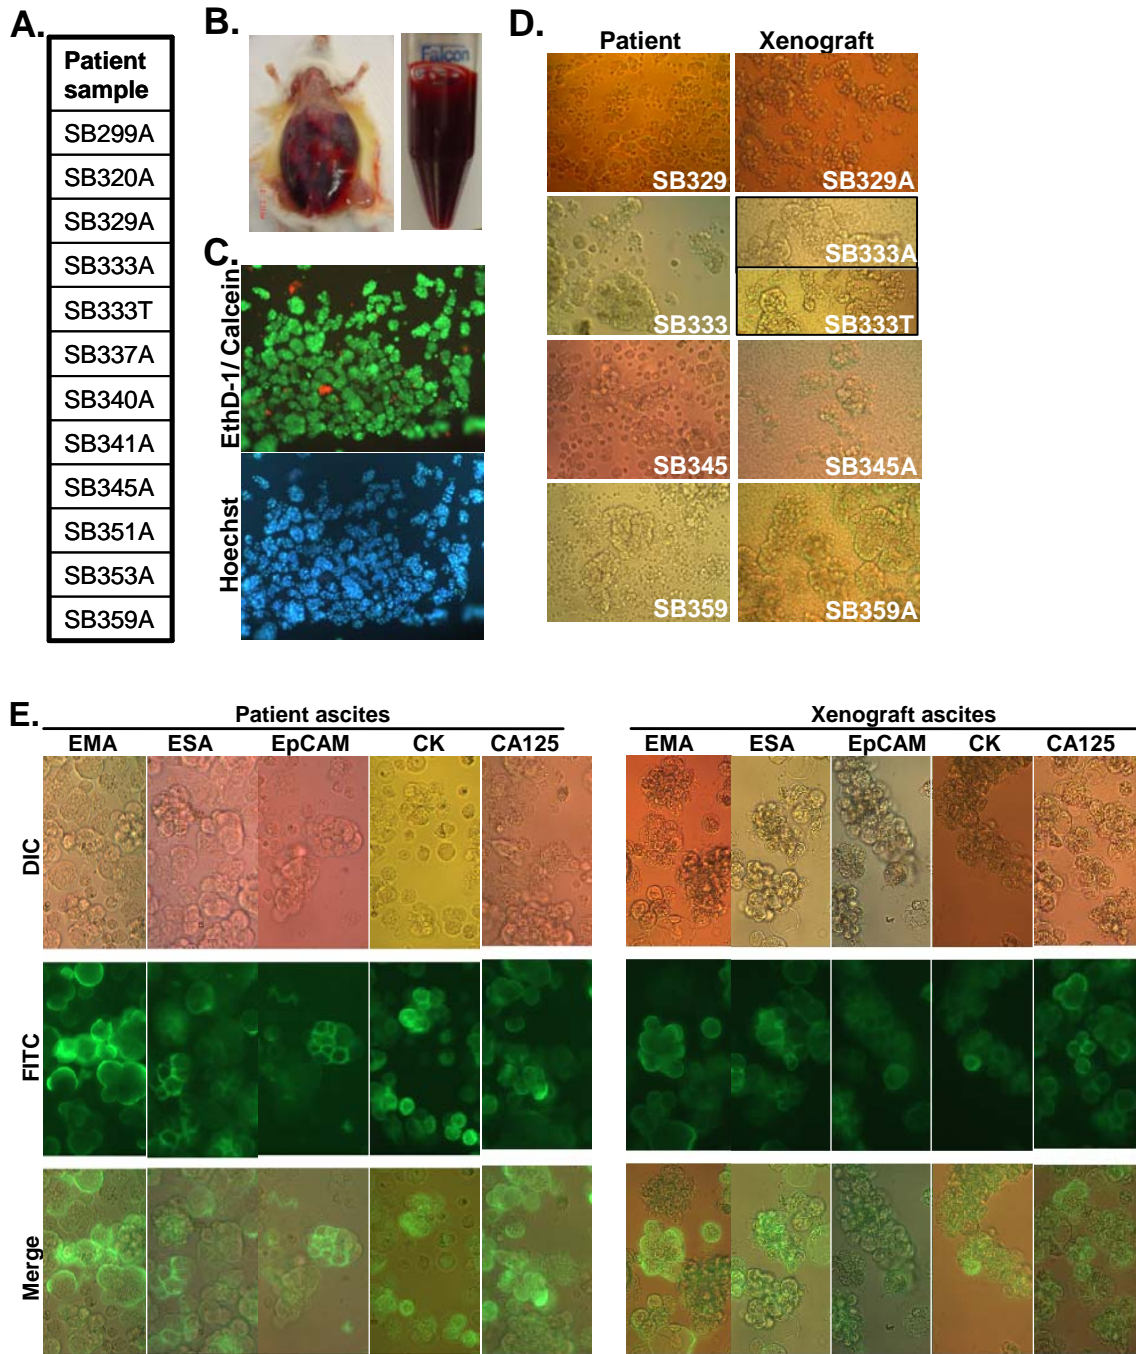 A.
Patient
sample
SB299A
SB320A
SB329A
SB333A
SB333T
SB337A
SB340A
SB341A
SB345A
SB351A
SB353A
SB359A
B.
Falcon
C.
EthD-1/ Calcein
Hoechst
D.
Patient Xenograft
SB329 SB329A
SB333 SB333A
SB333T
SB345 SB345A
SB359 SB359A
E.
Patient ascites Xenograft ascites
EMA ESA EpCAM CK CA125 EMA ESA EpCAM CK CA125
DIC
FITC
Merge